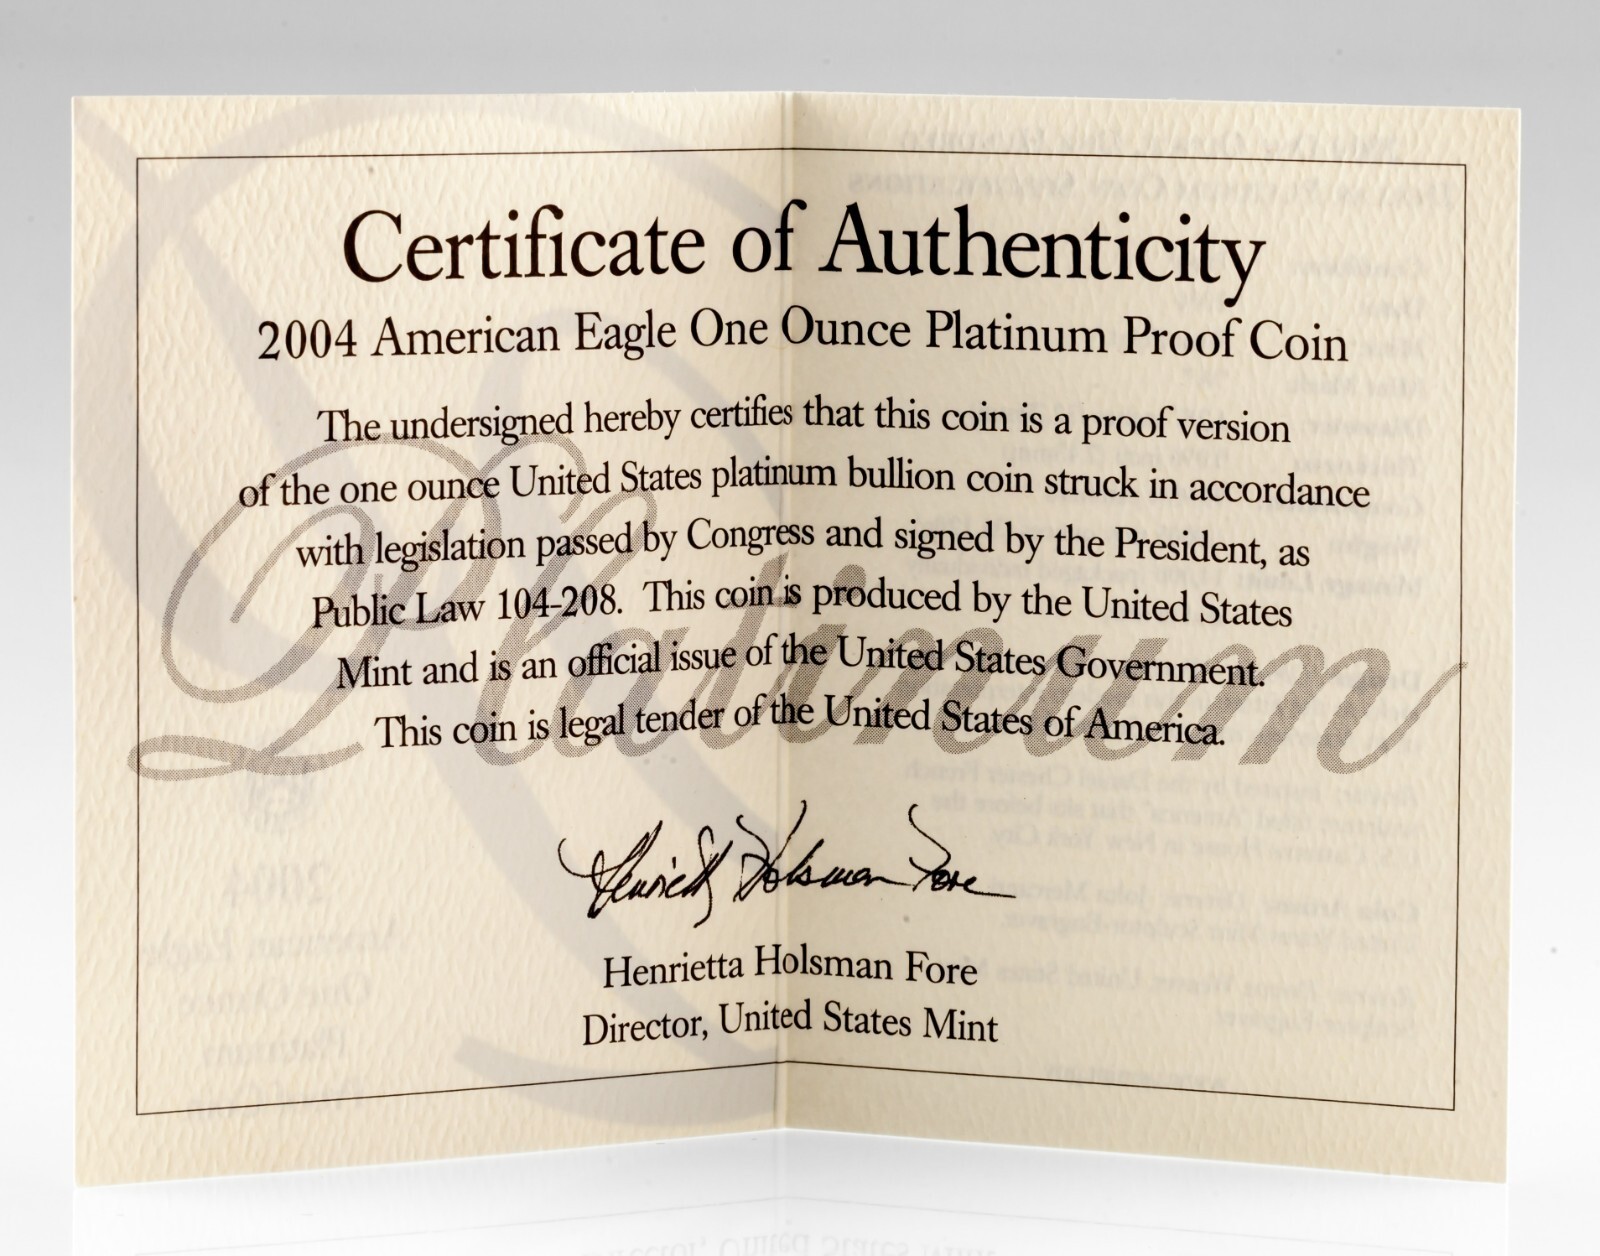 Certificate of Authenticity
2004 American Eagle One Ounce Platinum Proof Coin
The undersigned hereby certifies that this coin is a proof version
of the one ounce United States platinum bullion coin struck in accordance
with legislation passed by Congress and signed by the President, as
Public Law 104-208. This coin is produced by the United States
Mint and is an official issue of the United States Government.
This coin is legal tender of the United States of America.
Platinum
Henrietta Holsman Fore
Henrietta Holsman Fore
Director, United States Mint